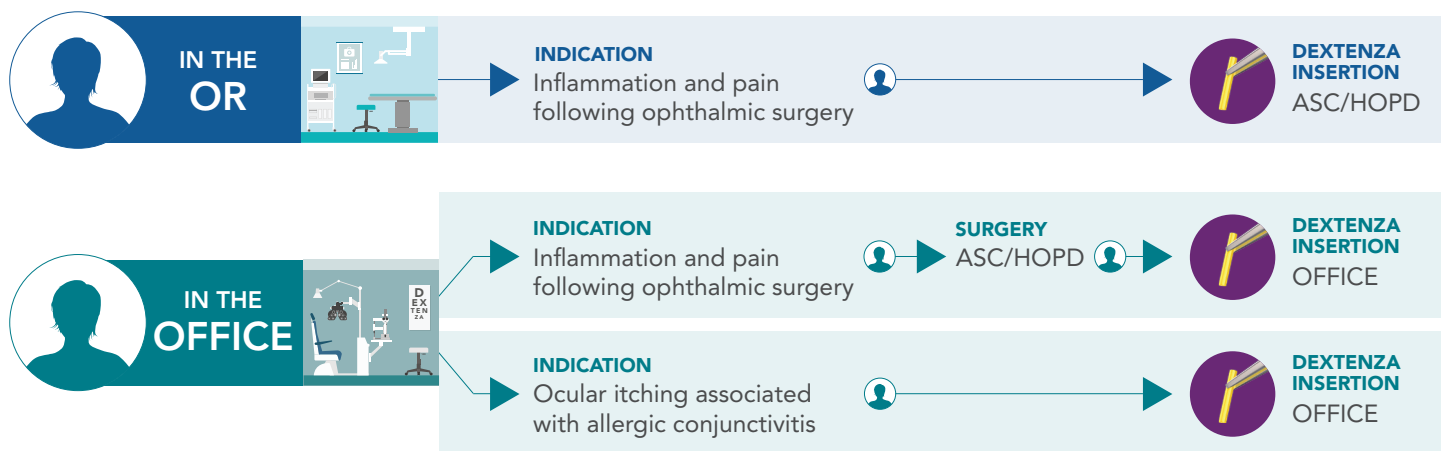 IN THE
OR
INDICATION
Inflammation and pain
following ophthalmic surgery
DEXTENZA
INSERTION
ASC/HOPD
IN THE
OFFICE
D
EX
TEN
ZA
INDICATION
Inflammation and pain
following ophthalmic surgery
SURGERY
ASC/HOPD
DEXTENZA
INSERTION
OFFICE
INDICATION
Ocular itching associated
with allergic conjunctivitis
DEXTENZA
INSERTION
OFFICE